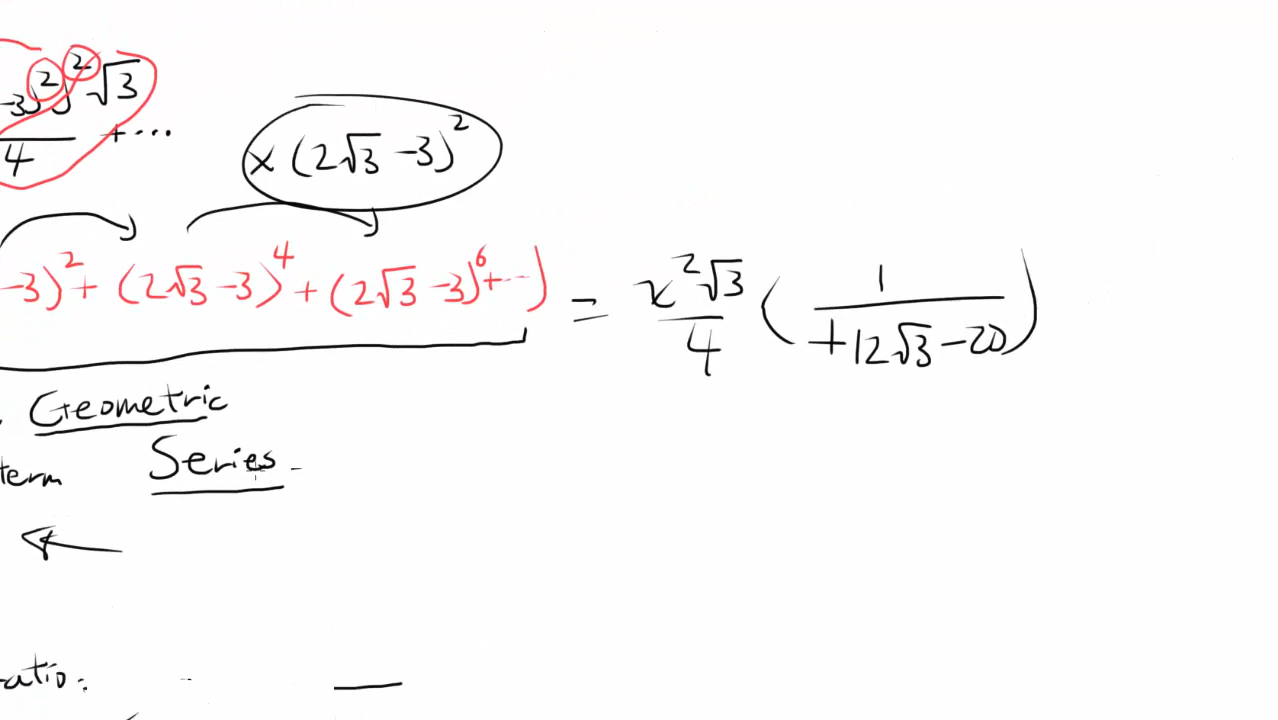 -3)²)²√3
4 + ...
× (2√3 -3)²
-3)² + (2√3 -3)⁴ + (2√3 -3)⁶ + ...) = x²√3/4 (1/(+12√3 -20))
Geometric
term Series
atio: